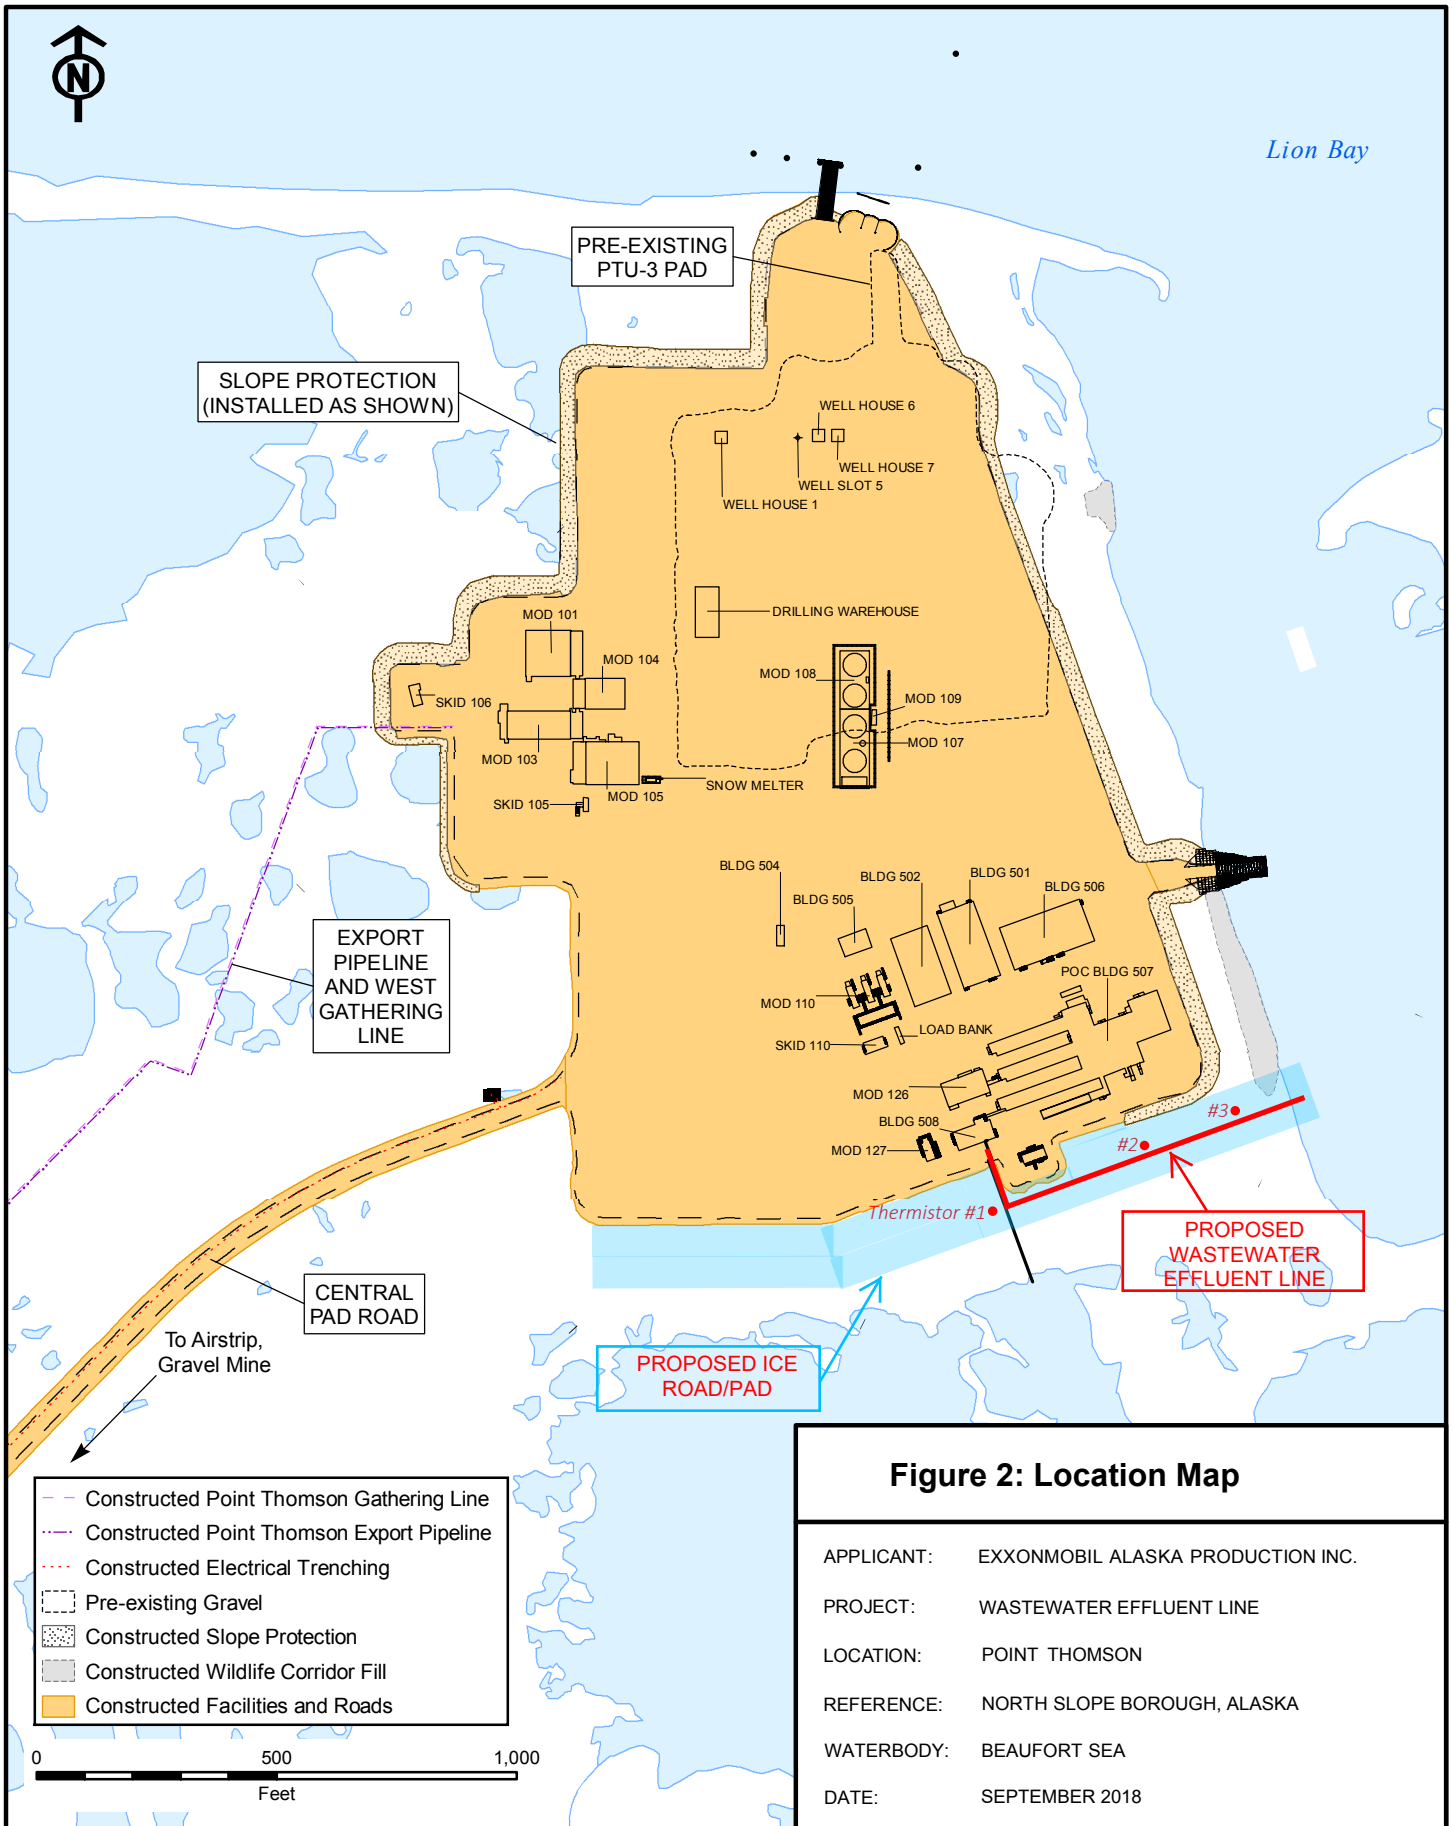 N
Lion Bay
PRE-EXISTING
PTU-3 PAD
SLOPE PROTECTION
(INSTALLED AS SHOWN)
WELL HOUSE 6
WELL HOUSE 7
WELL SLOT 5
WELL HOUSE 1
DRILLING WAREHOUSE
MOD 101
MOD 104
SKID 106
MOD 103
MOD 105
SNOW MELTER
SKID 105
MOD 108
MOD 109
MOD 107
BLDG 504
BLDG 505
BLDG 502
BLDG 501
BLDG 506
POC BLDG 507
EXPORT
PIPELINE
AND WEST
GATHERING
LINE
MOD 110
LOAD BANK
SKID 110
MOD 126
BLDG 508
MOD 127
#3
#2
Thermistor #1
PROPOSED
WASTEWATER
EFFLUENT LINE
CENTRAL
PAD ROAD
To Airstrip,
Gravel Mine
PROPOSED ICE
ROAD/PAD
Constructed Point Thomson Gathering Line
Constructed Point Thomson Export Pipeline
Constructed Electrical Trenching
Pre-existing Gravel
Constructed Slope Protection
Constructed Wildlife Corridor Fill
Constructed Facilities and Roads
0 500 1,000
Feet
Figure 2: Location Map
APPLICANT: EXXONMOBIL ALASKA PRODUCTION INC.
PROJECT: WASTEWATER EFFLUENT LINE
LOCATION: POINT THOMSON
REFERENCE: NORTH SLOPE BOROUGH, ALASKA
WATERBODY: BEAUFORT SEA
DATE: SEPTEMBER 2018